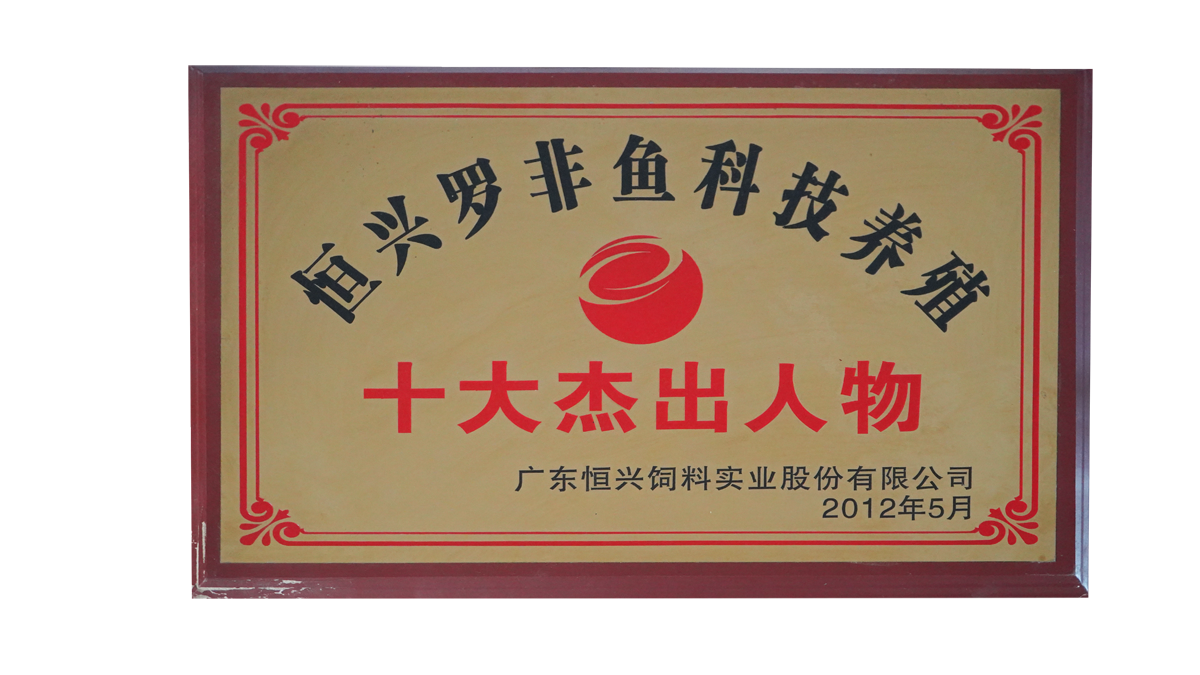 恒兴罗非鱼科技养殖
十大杰出人物
广东恒兴饲料实业股份有限公司
2012年5月